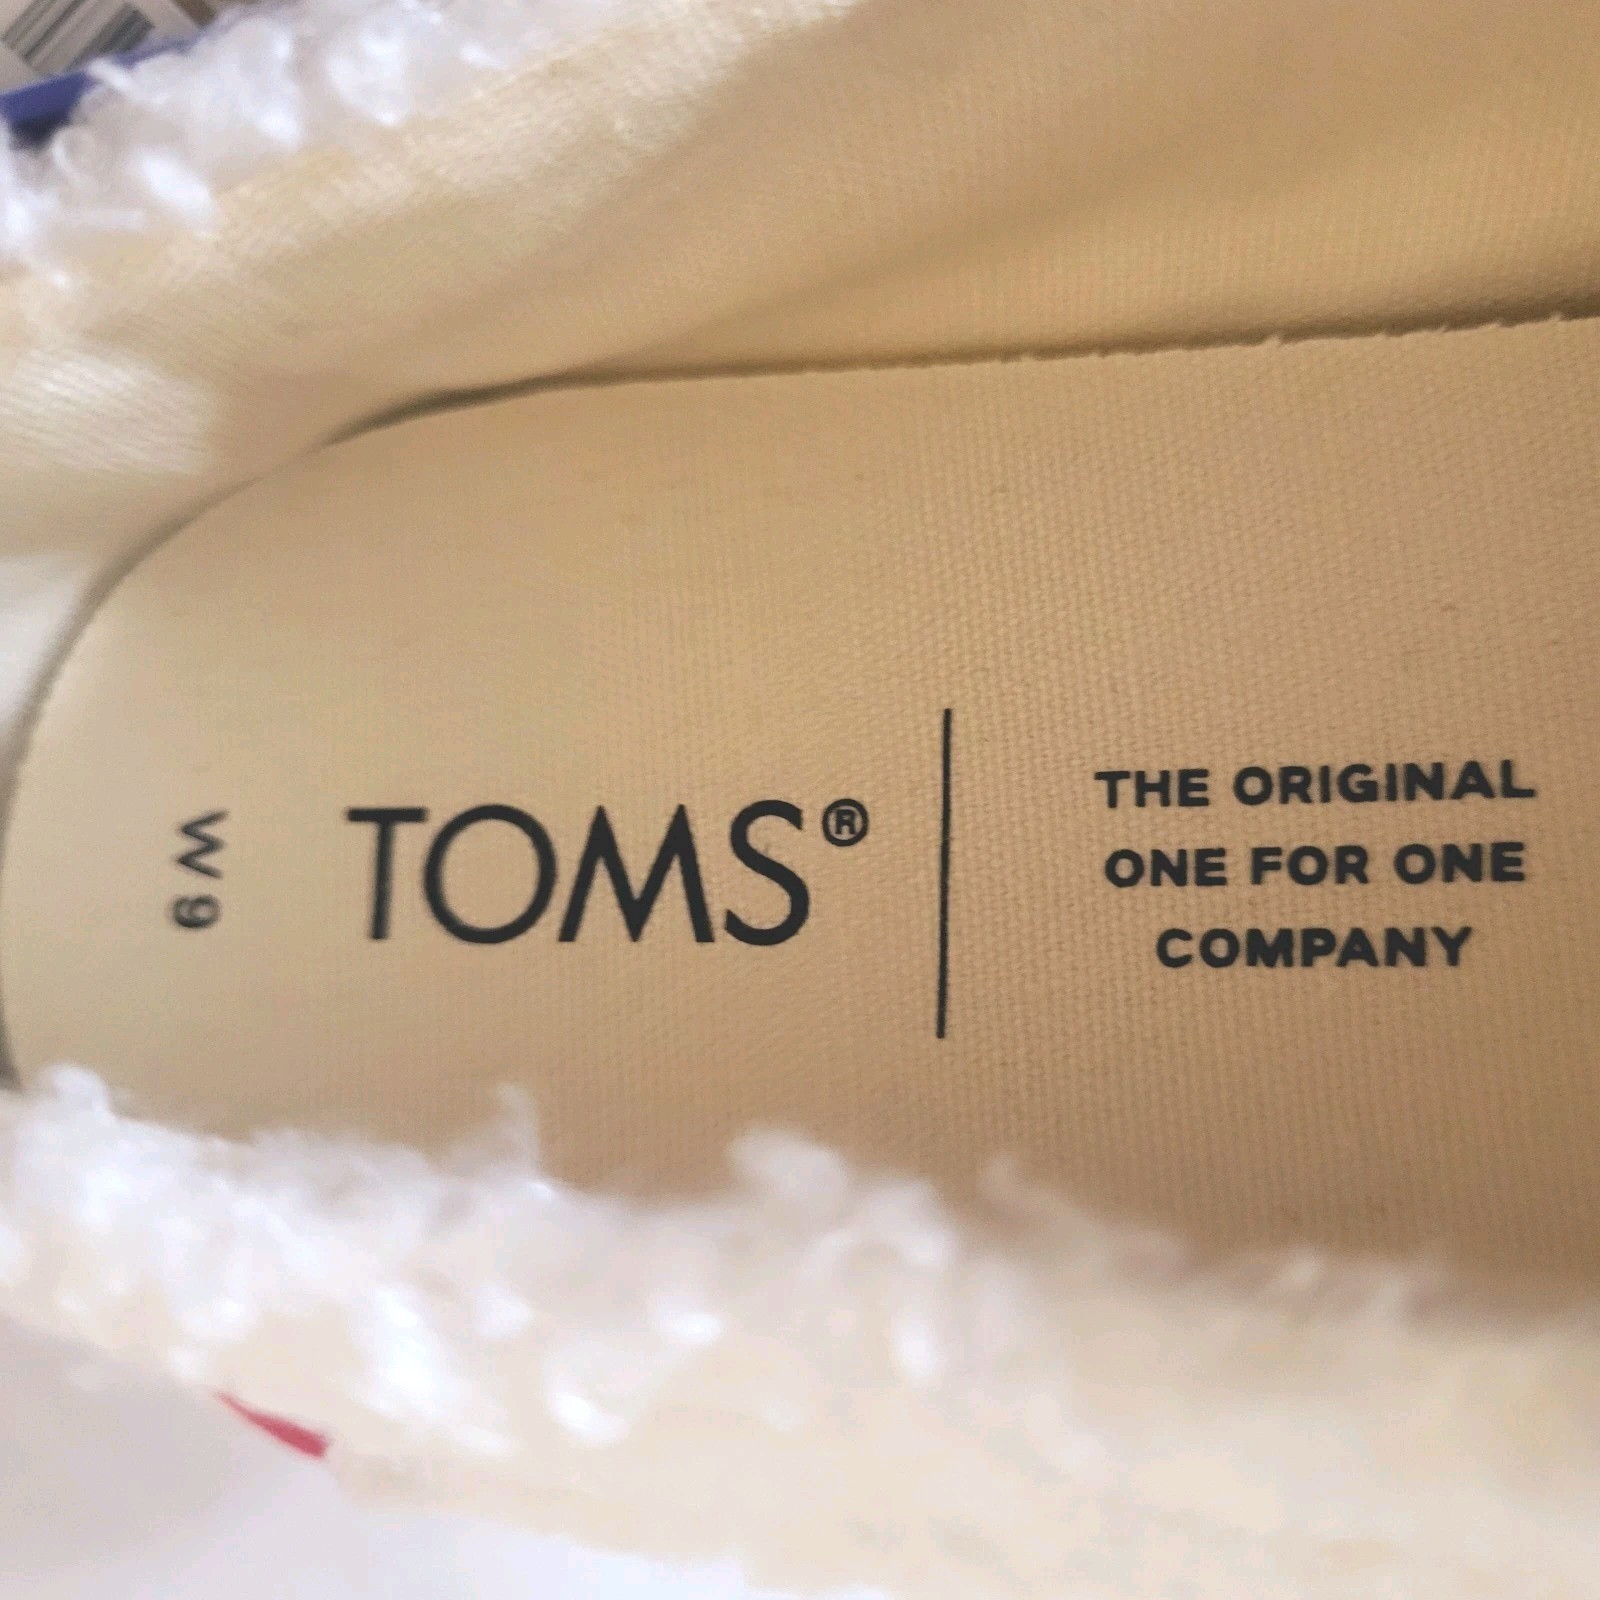 W9
TOMS®
THE ORIGINAL
ONE FOR ONE
COMPANY